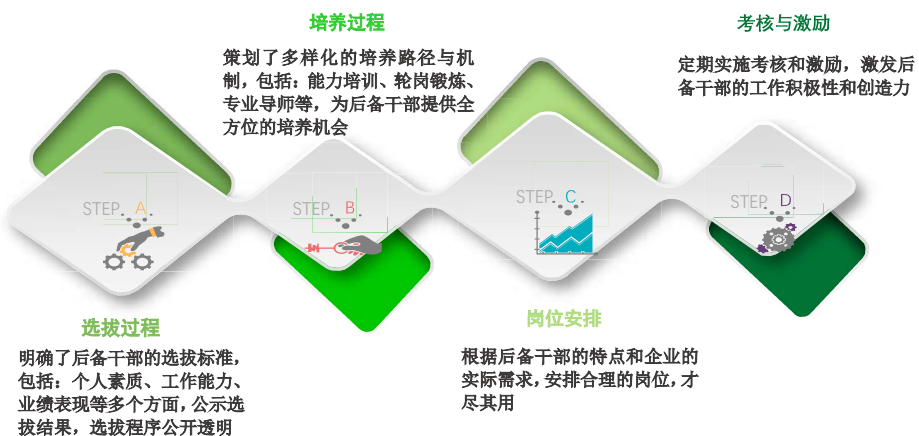 培养过程
策划了多样化的培养路径与机
制，包括：能力培训、轮岗锻炼、
专业导师等，为后备干部提供全
方位的培养机会
考核与激励
定期实施考核和激励，激发后
备干部的工作积极性和创造力
STEP A
STEP B
STEP C
STEP D
选拔过程
明确了后备干部的选拔标准，
包括：个人素质、工作能力、
业绩表现等多个方面，公示选
拔结果，选拔程序公开透明
岗位安排
根据后备干部的特点和企业的
实际需求，安排合理的岗位，才
尽其用